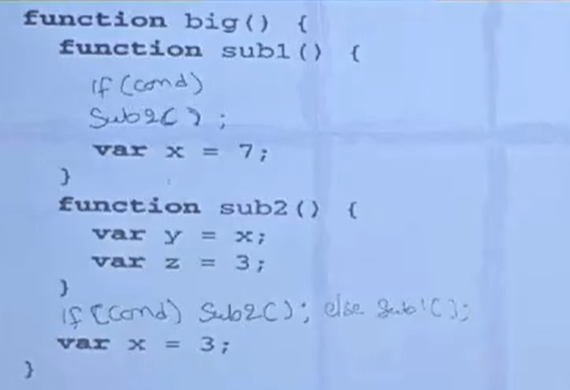 function big() {
function sub1() {
if (cond)
Sub2() ;
var x = 7;
}
function sub2() {
var y = x;
var z = 3;
}
if (cond) Sub2(); else Sub1();
var x = 3;
}